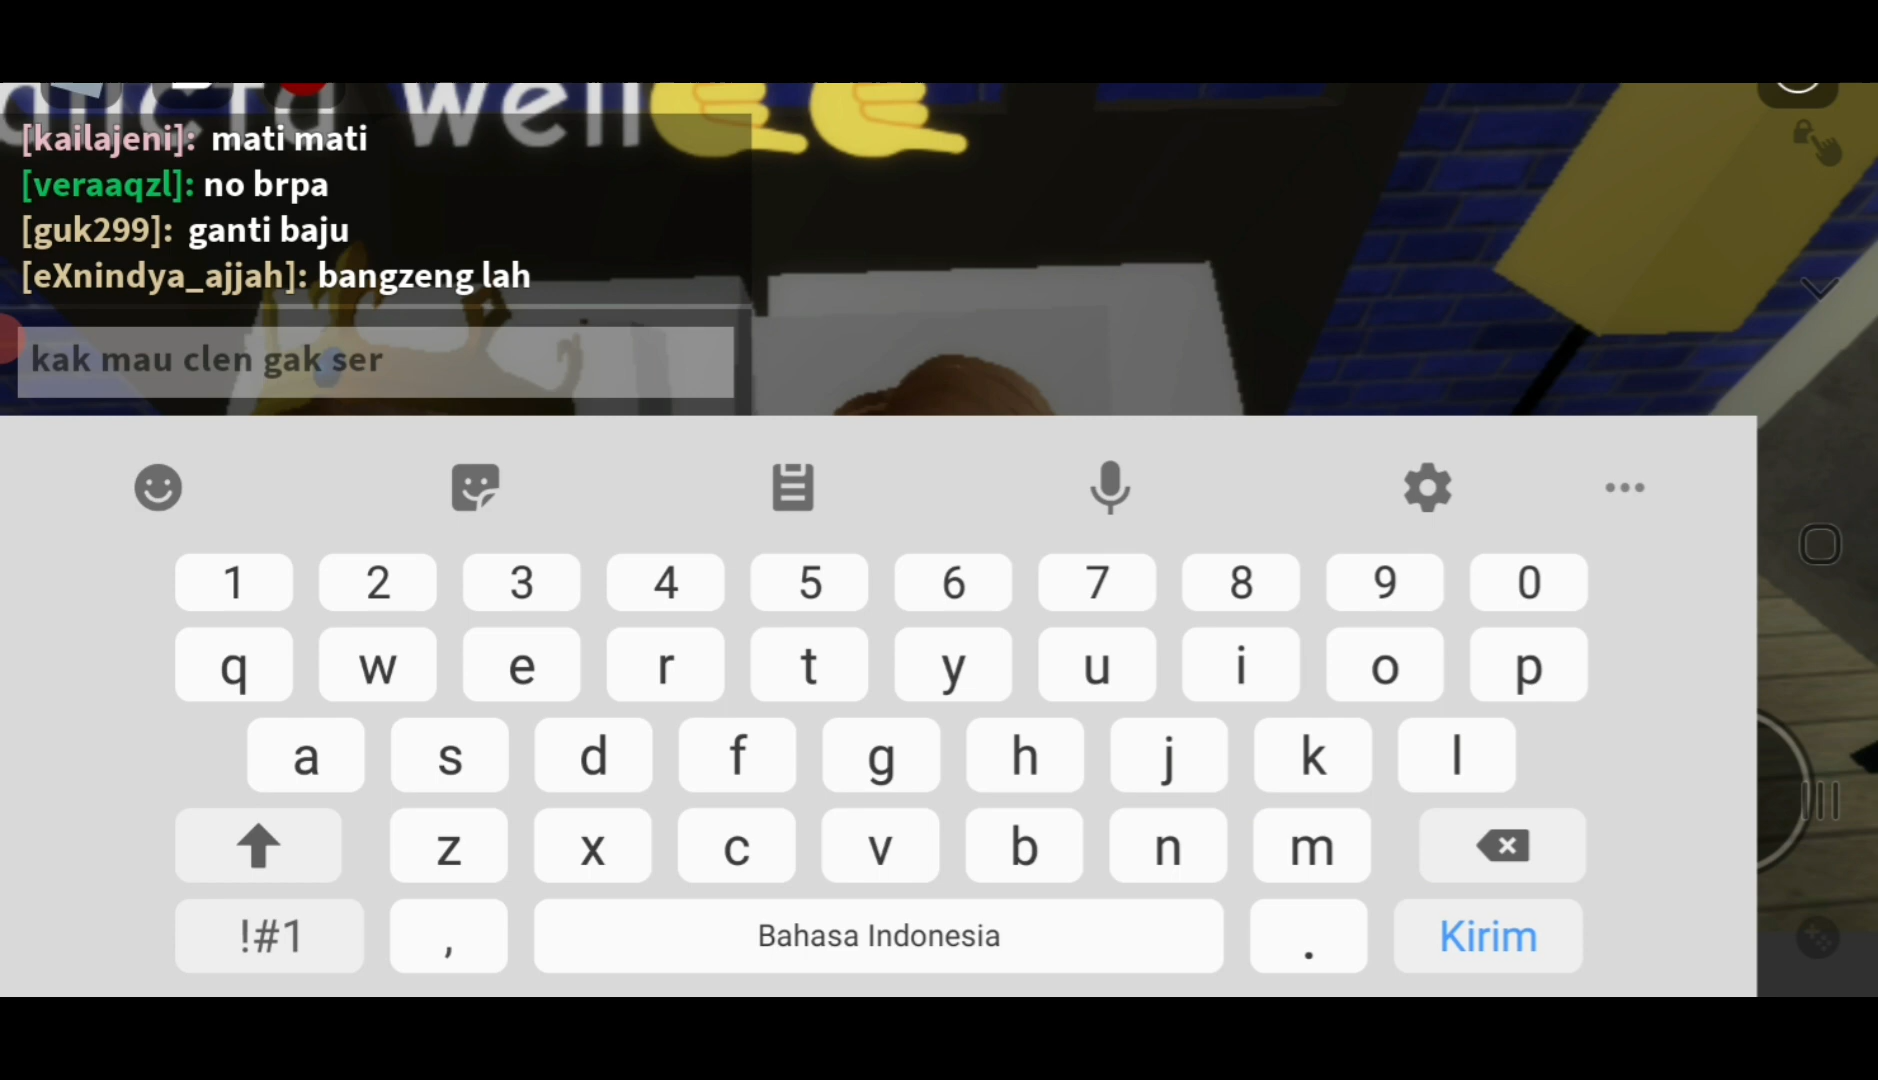 well
[kailajeni]: mati mati
[veraaqzl]: no brpa
[guk299]: ganti baju
[eXnindya_ajjah]: bangzeng lah
kak mau clen gak ser
1 2 3 4 5 6 7 8 9 0
q w e r t y u i o p
a s d f g h j k l
z x c v b n m
!#1 , Bahasa Indonesia . Kirim